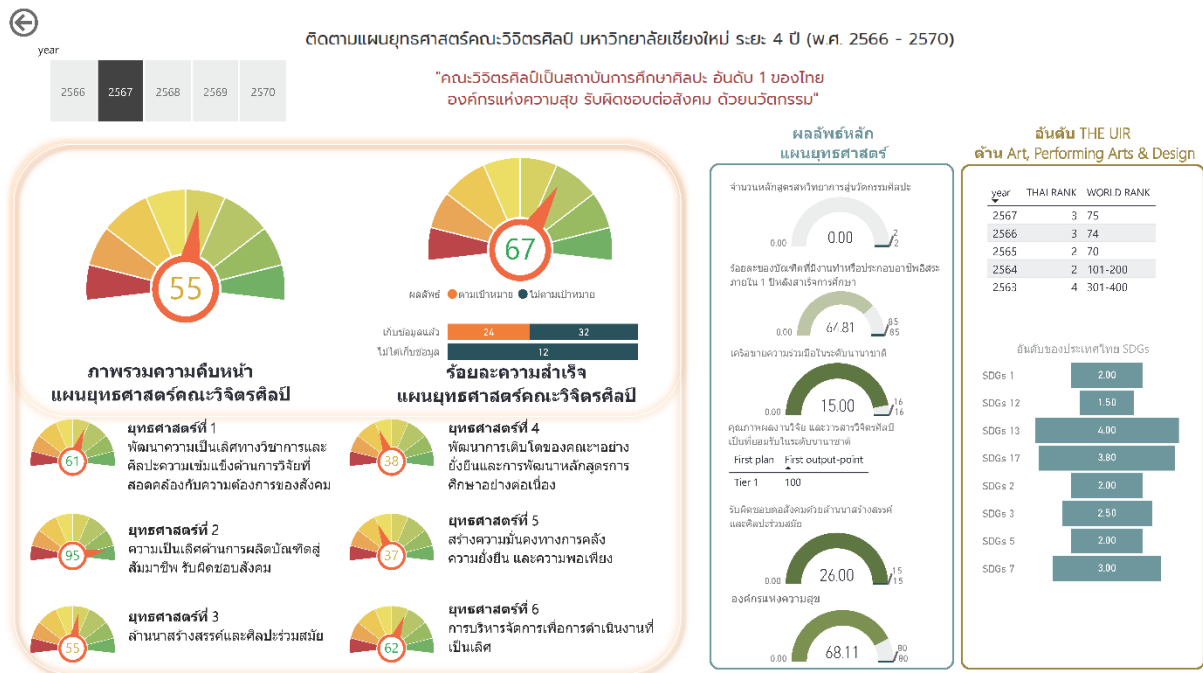 ติดตามแผนยุทธศาสตร์คณะวิจิตรศิลป์ มหาวิทยาลัยเชียงใหม่ ระยะ 4 ปี (พ.ศ. 2566 - 2570)
year
2566 2567 2568 2569 2570
"คณะวิจิตรศิลป์เป็นสถาบันการศึกษาศิลปะ อันดับ 1 ของไทย
องค์กรแห่งความสุข รับผิดชอบต่อสังคม ด้วยนวัตกรรม"
55
ภาพรวมความคืบหน้า
แผนยุทธศาสตร์คณะวิจิตรศิลป์
67
ผลลัพธ์ ตามเป้าหมาย ไม่ตามเป้าหมาย
เก็บข้อมูลแล้ว 24 32
ไม่ได้เก็บข้อมูล 12
ร้อยละความสำเร็จ
แผนยุทธศาสตร์คณะวิจิตรศิลป์
61
ยุทธศาสตร์ที่ 1
พัฒนาความเป็นเลิศทางวิชาการและ
ศิลปะความเข้มแข็งด้านการวิจัยที่
สอดคล้องกับความต้องการของสังคม
95
ยุทธศาสตร์ที่ 2
ความเป็นเลิศด้านการผลิตบัณฑิตสู่
สัมมาชีพ รับผิดชอบสังคม
55
ยุทธศาสตร์ที่ 3
ล้านนาสร้างสรรค์และศิลปะร่วมสมัย
38
ยุทธศาสตร์ที่ 4
พัฒนาการเติบโตของคณะฯอย่าง
ยั่งยืนและการพัฒนาหลักสูตรการ
ศึกษาอย่างต่อเนื่อง
37
ยุทธศาสตร์ที่ 5
สร้างความมั่นคงทางการคลัง
ความยั่งยืน และความพอเพียง
62
ยุทธศาสตร์ที่ 6
การบริหารจัดการเพื่อการดำเนินงานที่
เป็นเลิศ
ผลลัพธ์หลัก
แผนยุทธศาสตร์
จำนวนหลักสูตรสหวิทยาการสู่นวัตกรรมศิลปะ
0.00 0.00 2
2
ร้อยละของบัณฑิตที่มีงานทำหรือประกอบอาชีพอิสระ
ภายใน 1 ปีหลังสาเร็จการศึกษา
0.00 64.81 85
85
เครือข่ายความร่วมมือในระดับนานาชาติ
0.00 15.00 16
16
คุณภาพผลงานวิจัย และวารสารวิจิตรศิลป์
เป็นที่ยอมรับในระดับนานาชาติ
First plan First output-point
Tier 1 100
รับผิดชอบต่อสังคมด้วยล้านนาสร้างสรรค์
และศิลปะร่วมสมัย
0.00 26.00 15
15
องค์กรแห่งความสุข
0.00 68.11 80
80
อันดับ THE UIR
ด้าน Art, Performing Arts & Design
year THAI RANK WORLD RANK
2567 3 75
2566 3 74
2565 2 70
2564 2 101-200
2563 4 301-400
อันดับของประเทศไทย SDGs
SDGs 1 2.00
SDGs 12 1.50
SDGs 13 4.00
SDGs 17 3.80
SDGs 2 2.00
SDGs 3 2.50
SDGs 5 2.00
SDGs 7 3.00